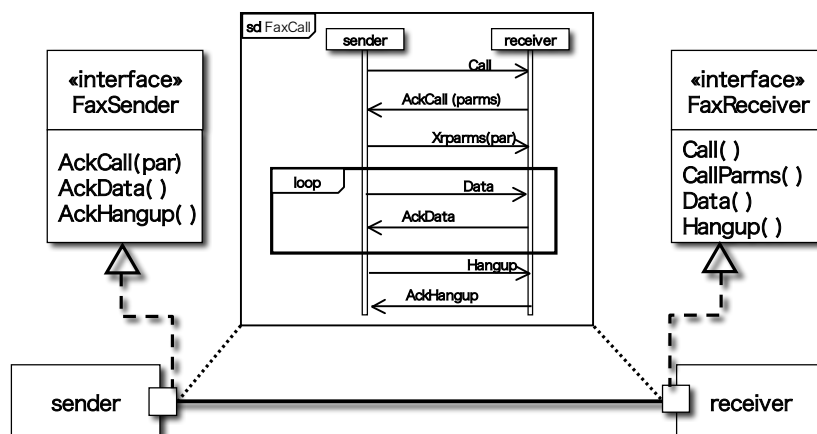 sd FaxCall
sender
receiver
Call
AckCall (parms)
Xrparms(par)
loop
Data
AckData
Hangup
AckHangup
«interface»
FaxSender
AckCall(par)
AckData( )
AckHangup( )
«interface»
FaxReceiver
Call( )
CallParms( )
Data( )
Hangup( )
sender
receiver